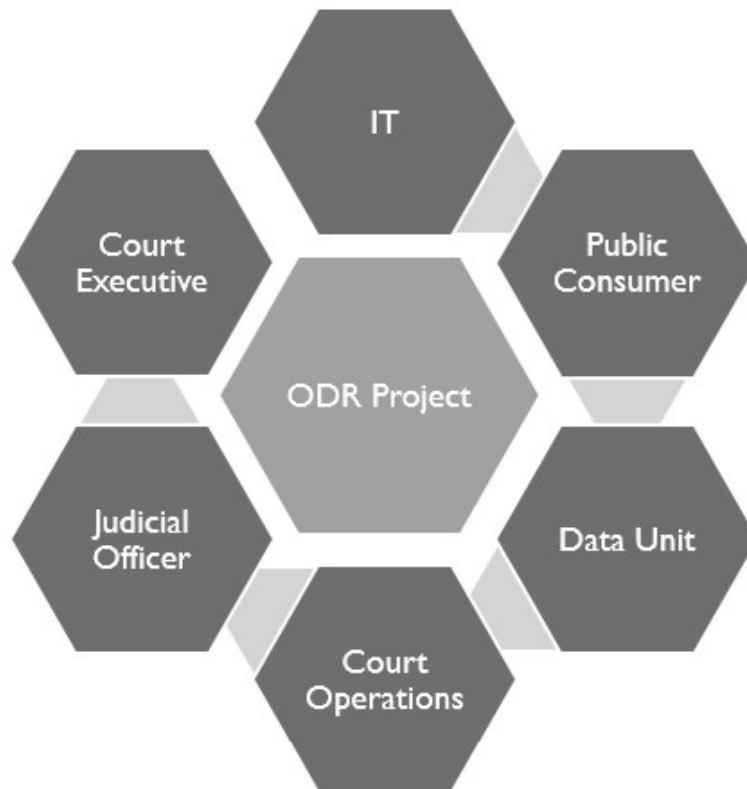 IT
Court
Executive
Public
Consumer
ODR Project
Judicial
Officer
Data Unit
Court
Operations